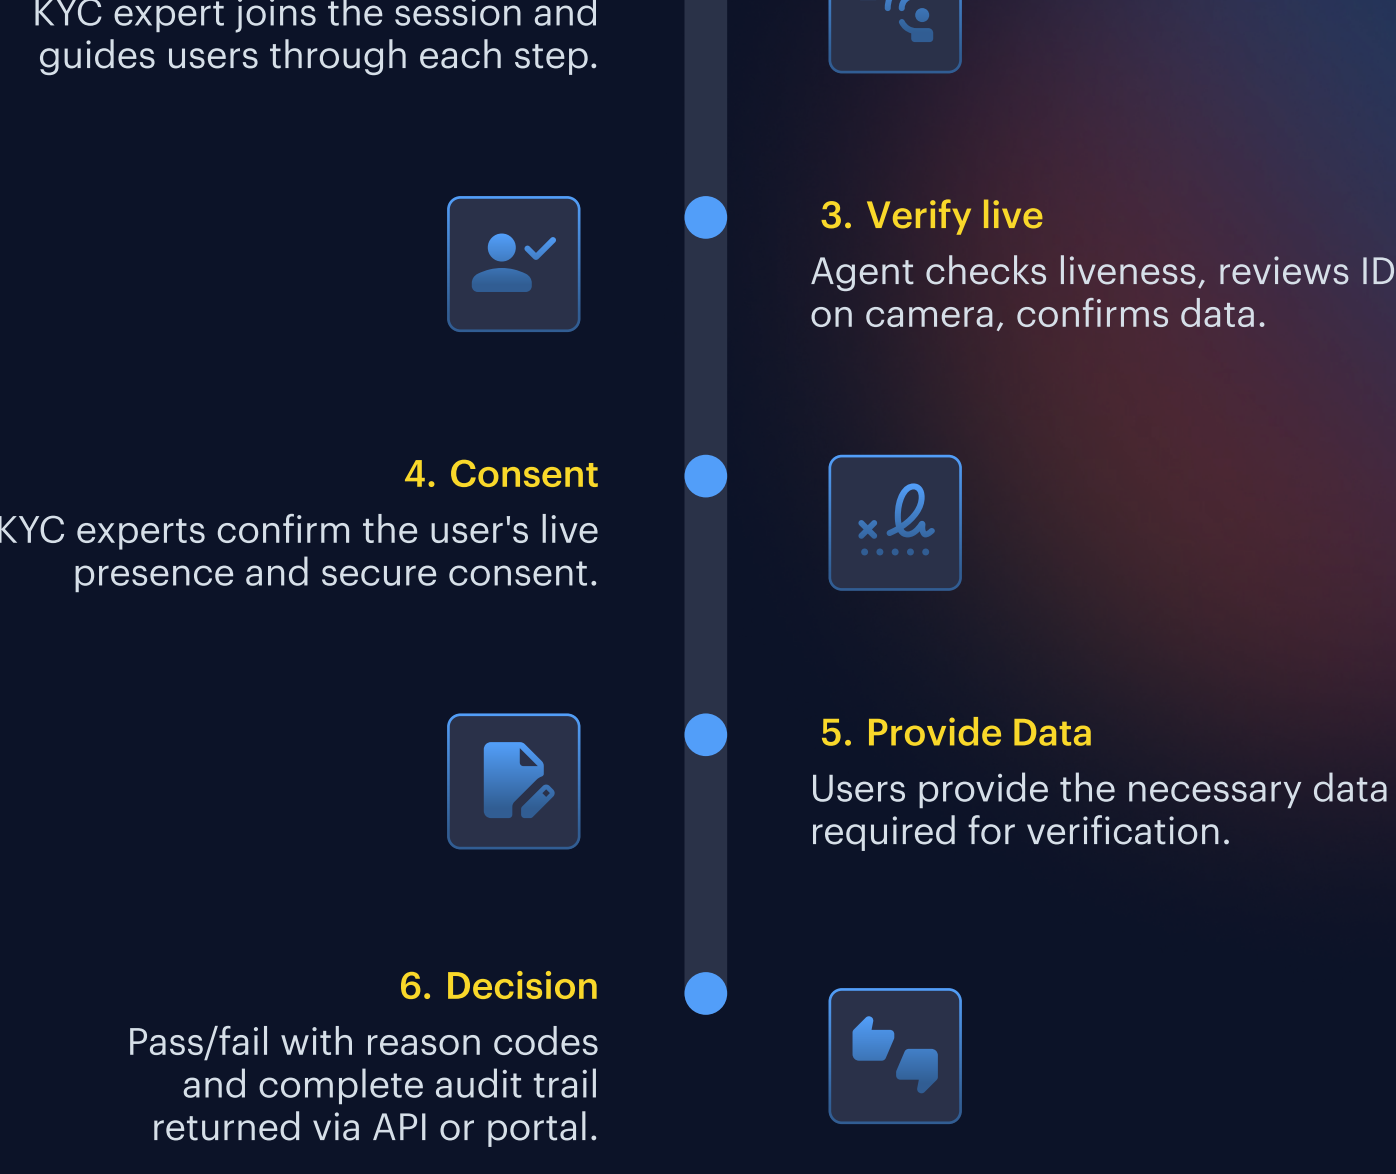 KYC expert joins the session and
guides users through each step.
3. Verify live
Agent checks liveness, reviews ID
on camera, confirms data.
4. Consent
KYC experts confirm the user's live
presence and secure consent.
5. Provide Data
Users provide the necessary data
required for verification.
6. Decision
Pass/fail with reason codes
and complete audit trail
returned via API or portal.